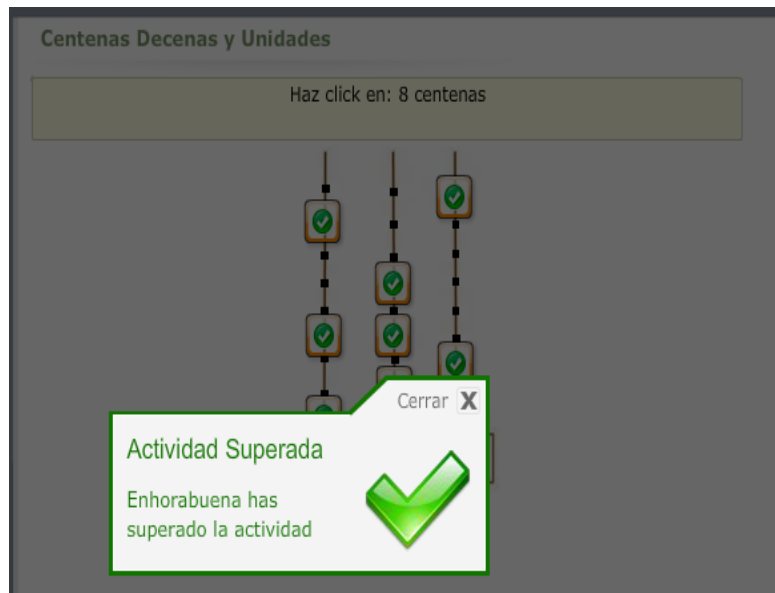 Centenas Decenas y Unidades
Haz click en: 8 centenas
Cerrar X
Actividad Superada
Enhorabuena has
superado la actividad